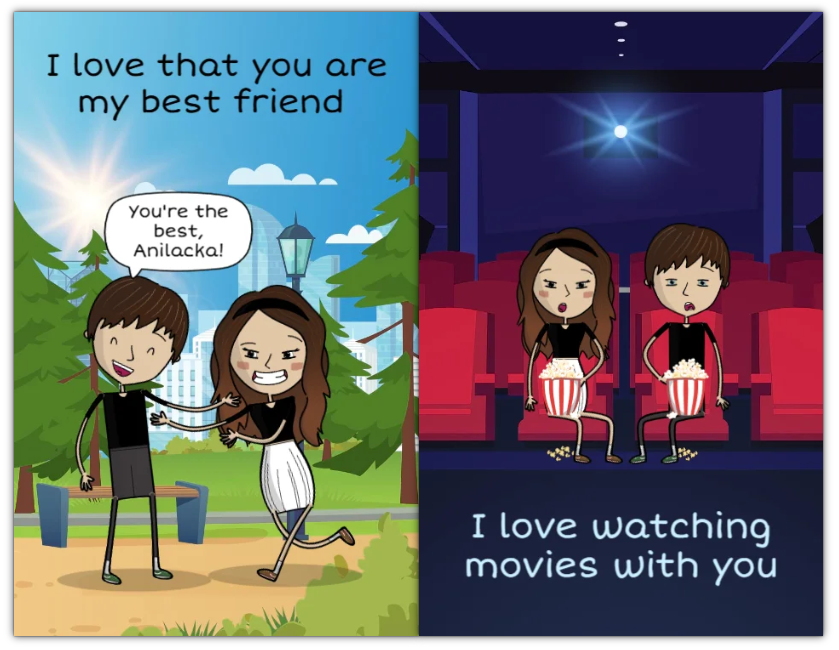 I love that you are
my best friend
You're the
best,
Anilacka!
I love watching
movies with you